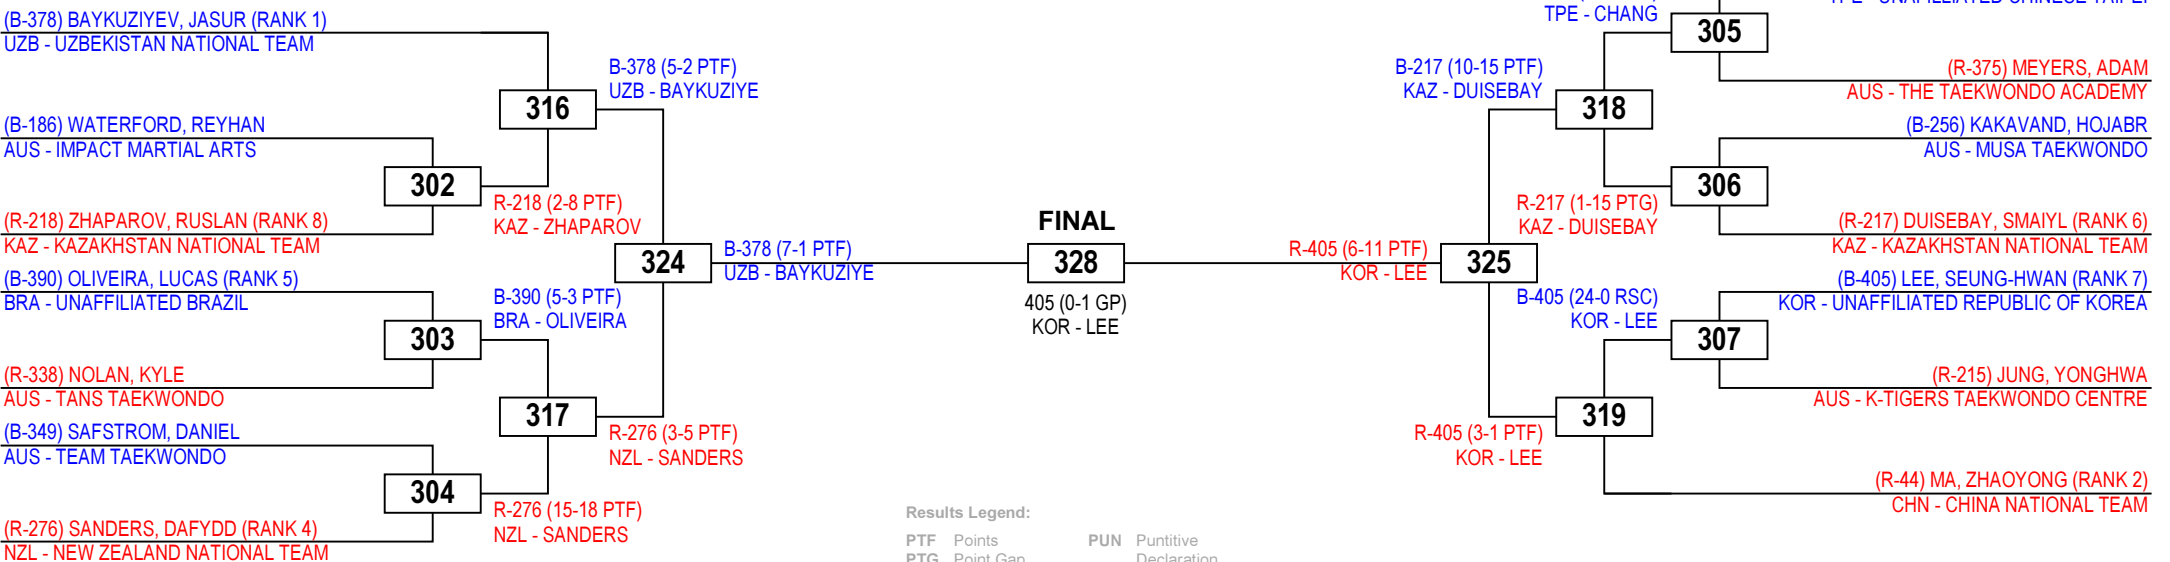 (B-378) BAYKUZIYEV, JASUR (RANK 1)
UZB - UZBEKISTAN NATIONAL TEAM
316
B-378 (5-2 PTF)
UZB - BAYKUZIYE
(B-186) WATERFORD, REYHAN
AUS - IMPACT MARTIAL ARTS
302
R-218 (2-8 PTF)
KAZ - ZHAPAROV
(R-218) ZHAPAROV, RUSLAN (RANK 8)
KAZ - KAZAKHSTAN NATIONAL TEAM
324
B-378 (7-1 PTF)
UZB - BAYKUZIYE
(B-390) OLIVEIRA, LUCAS (RANK 5)
BRA - UNAFFILIATED BRAZIL
B-390 (5-3 PTF)
BRA - OLIVEIRA
303
(R-338) NOLAN, KYLE
AUS - TANS TAEKWONDO
317
R-276 (3-5 PTF)
NZL - SANDERS
(B-349) SAFSTROM, DANIEL
AUS - TEAM TAEKWONDO
304
R-276 (15-18 PTF)
NZL - SANDERS
(R-276) SANDERS, DAFYDD (RANK 4)
NZL - NEW ZEALAND NATIONAL TEAM
FINAL
328
405 (0-1 GP)
KOR - LEE
TPE - CHANG
305
(R-375) MEYERS, ADAM
AUS - THE TAEKWONDO ACADEMY
B-217 (10-15 PTF)
KAZ - DUISEBAY
318
(B-256) KAKAVAND, HOJABR
AUS - MUSA TAEKWONDO
306
R-217 (1-15 PTG)
KAZ - DUISEBAY
(R-217) DUISEBAY, SMAIYL (RANK 6)
KAZ - KAZAKHSTAN NATIONAL TEAM
R-405 (6-11 PTF)
KOR - LEE
325
(B-405) LEE, SEUNG-HWAN (RANK 7)
KOR - UNAFFILIATED REPUBLIC OF KOREA
B-405 (24-0 RSC)
KOR - LEE
307
(R-215) JUNG, YONGHWA
AUS - K-TIGERS TAEKWONDO CENTRE
319
R-405 (3-1 PTF)
KOR - LEE
(R-44) MA, ZHAOYONG (RANK 2)
CHN - CHINA NATIONAL TEAM
Results Legend:
PTF Points PUN Puntitive
PTG Point Gap Declaration